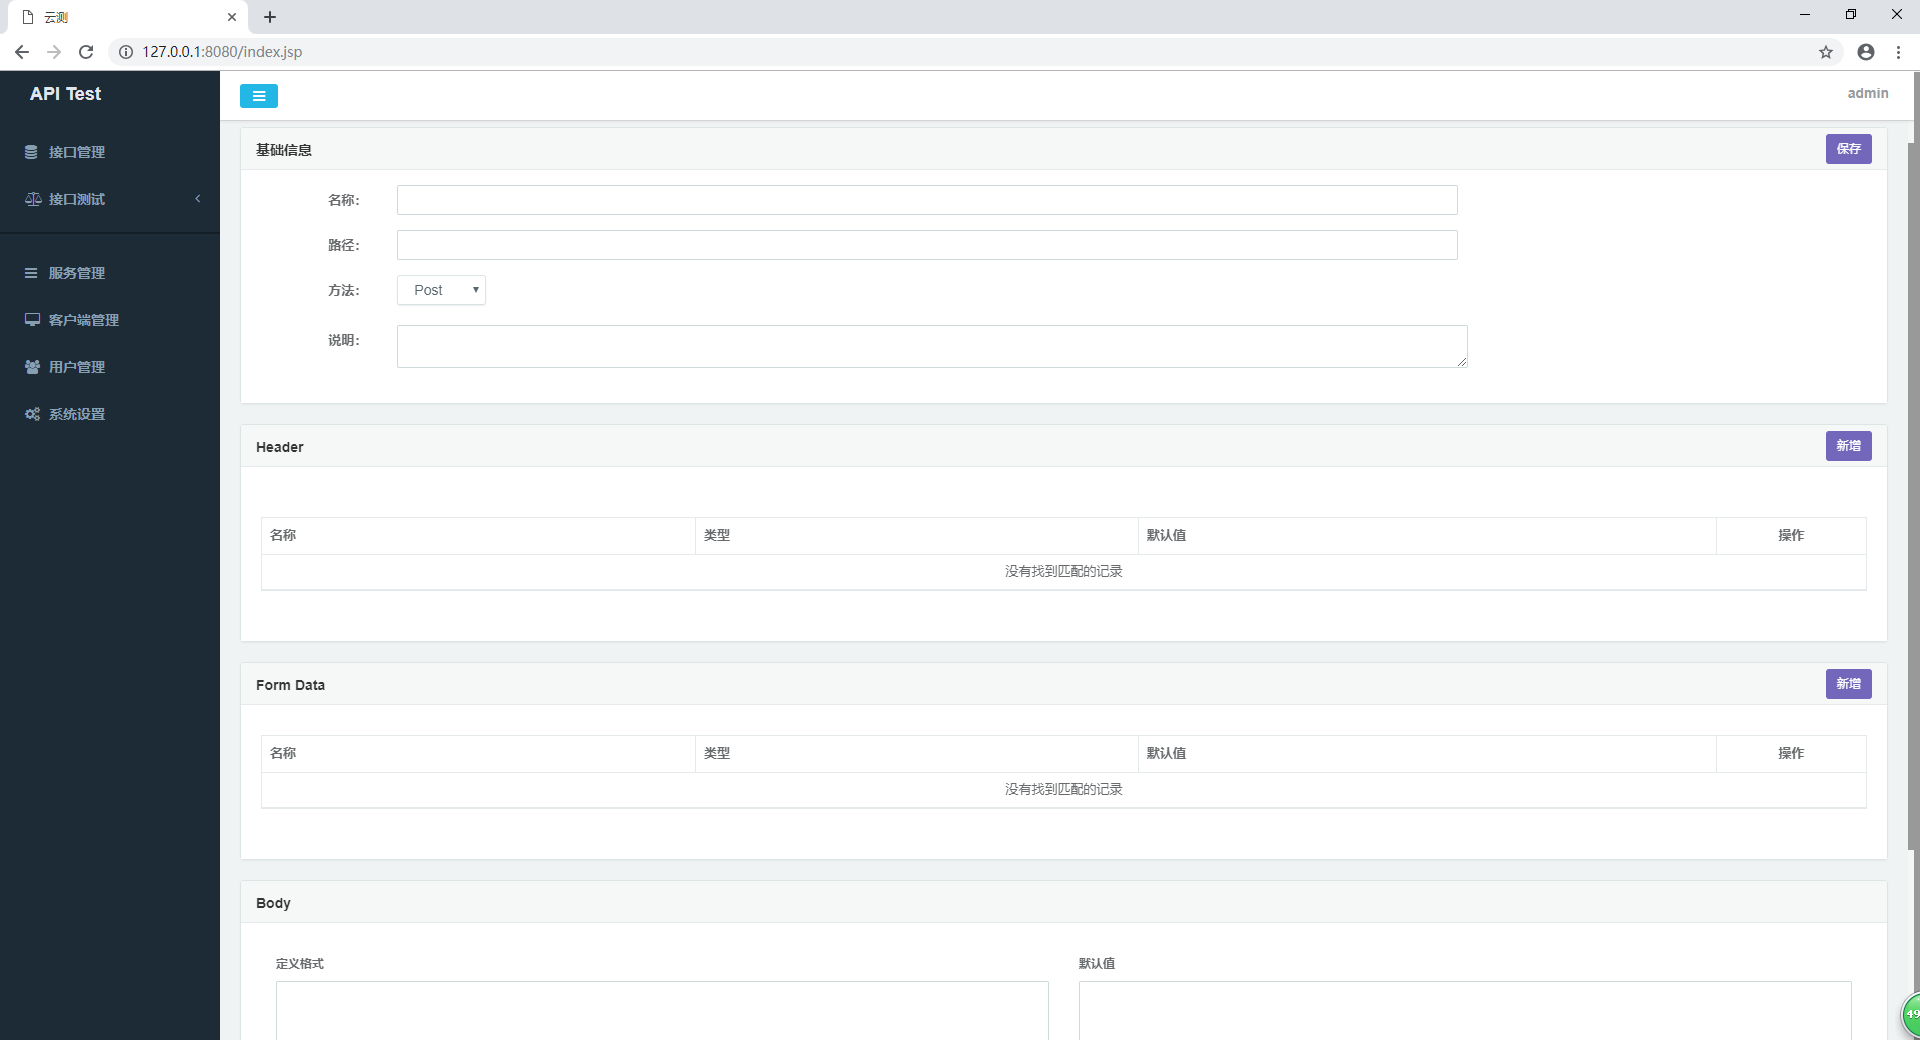 云测
127.0.0.1:8080/index.jsp
API Test
admin
接口管理
接口测试
服务管理
客户端管理
用户管理
系统设置
基础信息
保存
名称：
路径：
方法：
Post
说明：
Header
新增
名称 类型 默认值 操作
没有找到匹配的记录
Form Data
新增
名称 类型 默认值 操作
没有找到匹配的记录
Body
定义格式 默认值
49